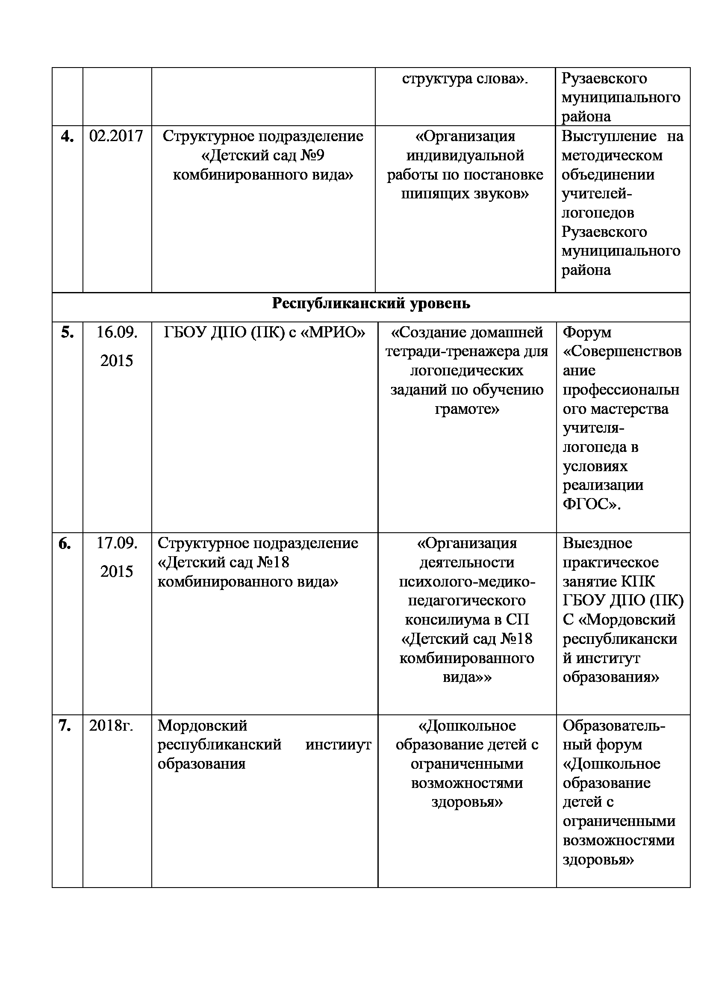 структура слова».
Рузаевского
муниципального
района
4.
02.2017
Структурное подразделение
«Детский сад №9
комбинированного вида»
«Организация
индивидуальной
работы по постановке
шипящих звуков»
Выступление на
методическом
объединении
учителей-
логопедов
Рузаевского
муниципального
района
Республиканский уровень
5.
16.09.
2015
ГБОУ ДПО (ПК) с «МРИО»
«Создание домашней
тетради-тренажера для
логопедических
заданий по обучению
грамоте»
Форум
«Совершенствов
ание
профессиональн
ого мастерства
учителя-
логопеда в
условиях
реализации
ФГОС».
6.
17.09.
2015
Структурное подразделение
«Детский сад №18
комбинированного вида»
«Организация
деятельности
психолого-медико-
педагогического
консилиума в СП
«Детский сад №18
комбинированного
вида»»
Выездное
практическое
занятие КПК
ГБОУ ДПО (ПК)
С «Мордовский
республикански
й институт
образования»
7.
2018г.
Мордовский
республиканский инстииут
образования
«Дошкольное
образование детей с
ограниченными
возможностями
здоровья»
Образователь-
ный форум
«Дошкольное
образование
детей с
ограниченными
возможностями
здоровья»